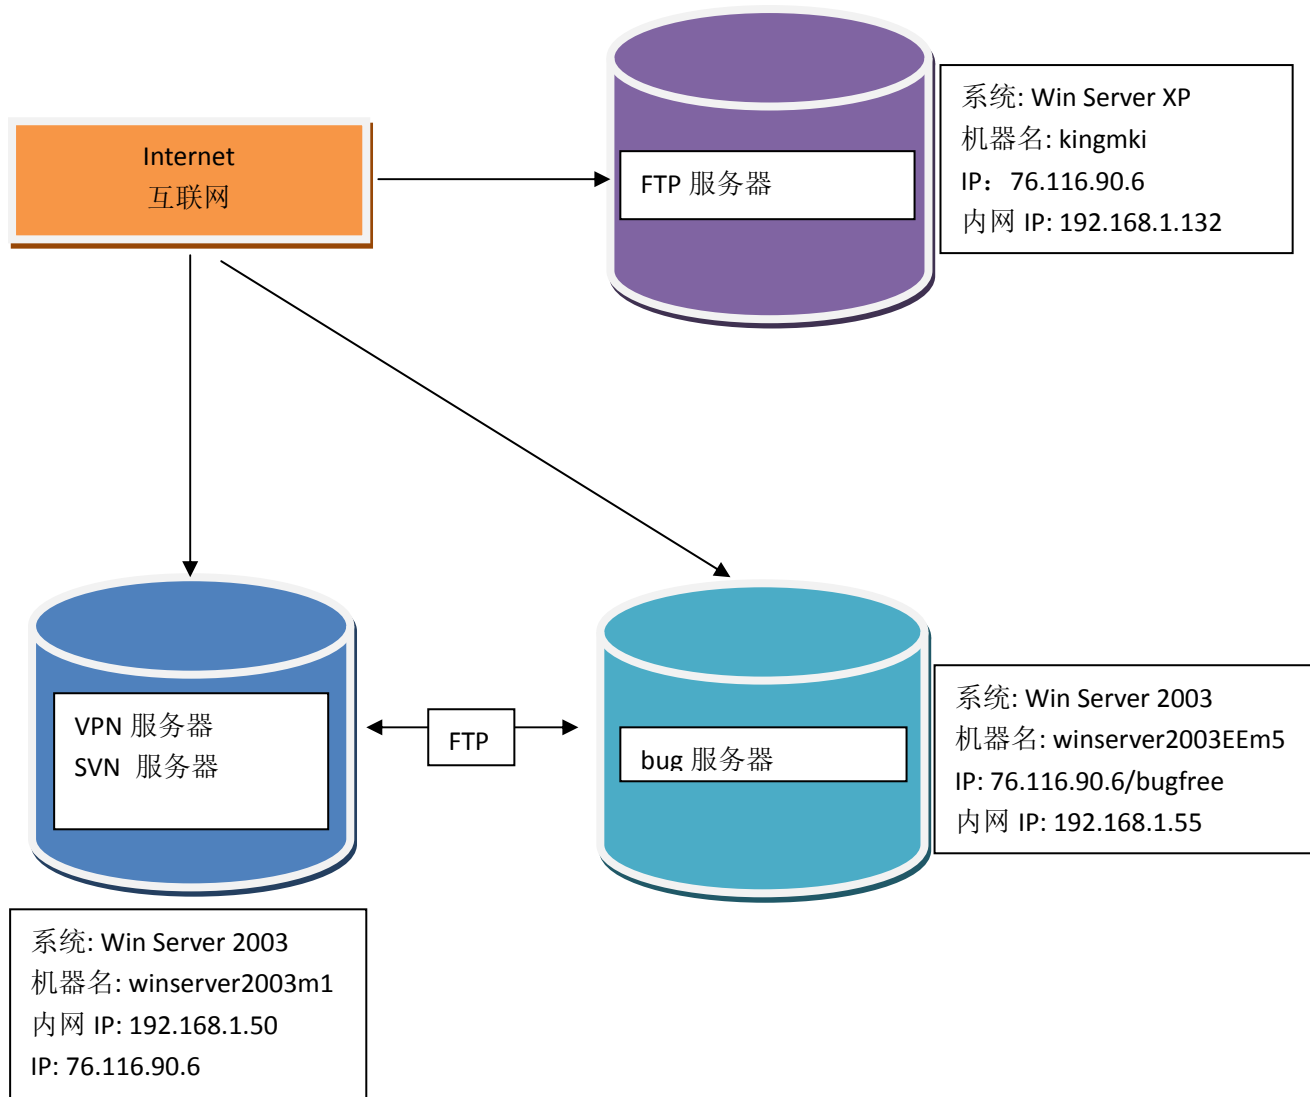 Internet
互联网
FTP 服务器
系统: Win Server XP
机器名: kingmki
IP：76.116.90.6
内网 IP: 192.168.1.132
VPN 服务器
SVN 服务器
FTP
bug 服务器
系统: Win Server 2003
机器名: winserver2003EEm5
IP: 76.116.90.6/bugfree
内网 IP: 192.168.1.55
系统: Win Server 2003
机器名: winserver2003m1
内网 IP: 192.168.1.50
IP: 76.116.90.6